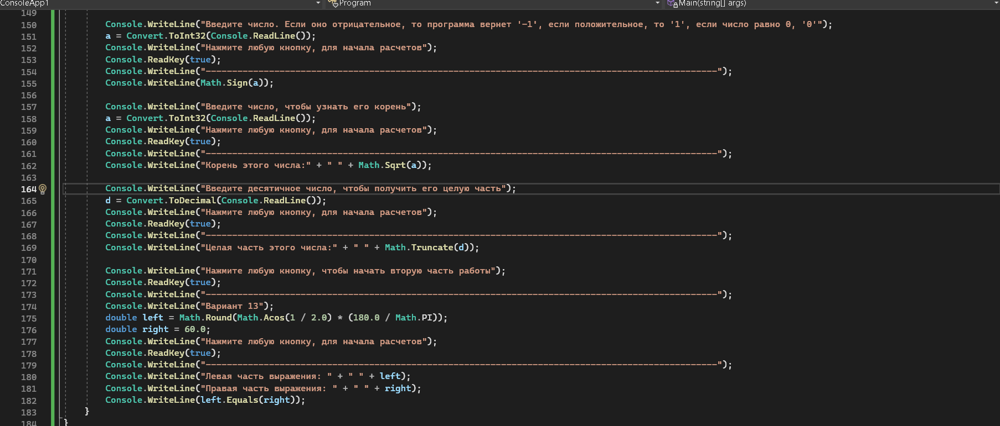 ConsoleApp1 Program Main(string[] args)
149
150 Console.WriteLine("Введите число. Если оно отрицательное, то программа вернет '-1', если положительное, то '1', если число равно 0, '0'");
151 a = Convert.ToInt32(Console.ReadLine());
152 Console.WriteLine("Нажмите любую кнопку, для начала расчетов");
153 Console.ReadKey(true);
154 Console.WriteLine("-------------------------------------------------------------------------------------------------");
155 Console.WriteLine(Math.Sign(a));
156
157 Console.WriteLine("Введите число, чтобы узнать его корень");
158 a = Convert.ToInt32(Console.ReadLine());
159 Console.WriteLine("Нажмите любую кнопку, для начала расчетов");
160 Console.ReadKey(true);
161 Console.WriteLine("-------------------------------------------------------------------------------------------------");
162 Console.WriteLine("Корень этого числа:" + " " + Math.Sqrt(a));
163
164 Console.WriteLine("Введите десятичное число, чтобы получить его целую часть");
165 d = Convert.ToDecimal(Console.ReadLine());
166 Console.WriteLine("Нажмите любую кнопку, для начала расчетов");
167 Console.ReadKey(true);
168 Console.WriteLine("-------------------------------------------------------------------------------------------------");
169 Console.WriteLine("Целая часть этого числа:" + " " + Math.Truncate(d));
170
171 Console.WriteLine("Нажмите любую кнопку, чтобы начать вторую часть работы");
172 Console.ReadKey(true);
173 Console.WriteLine("-------------------------------------------------------------------------------------------------");
174 Console.WriteLine("Вариант 13");
175 double left = Math.Round(Math.Acos(1 / 2.0) * (180.0 / Math.PI));
176 double right = 60.0;
177 Console.WriteLine("Нажмите любую кнопку, для начала расчетов");
178 Console.ReadKey(true);
179 Console.WriteLine("-------------------------------------------------------------------------------------------------");
180 Console.WriteLine("Левая часть выражения: " + " " + left);
181 Console.WriteLine("Правая часть выражения: " + " " + right);
182 Console.WriteLine(left.Equals(right));
183 }
184 }